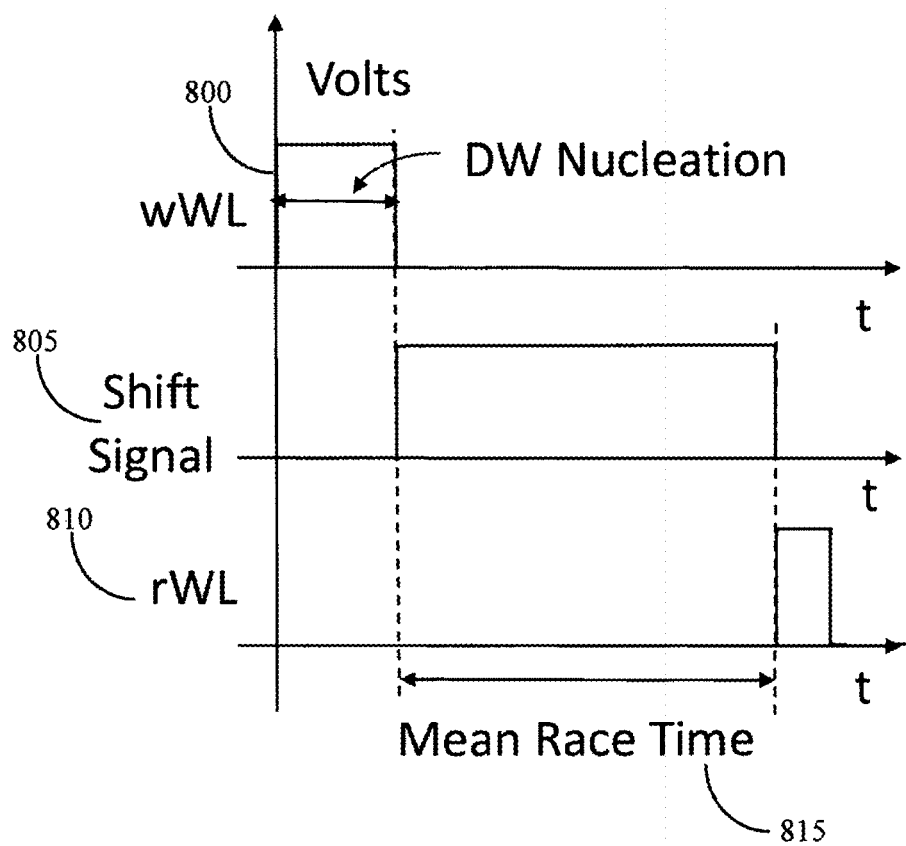 Volts
800
DW Nucleation
wWL
t
805
Shift
Signal
t
810
rWL
t
Mean Race Time
815